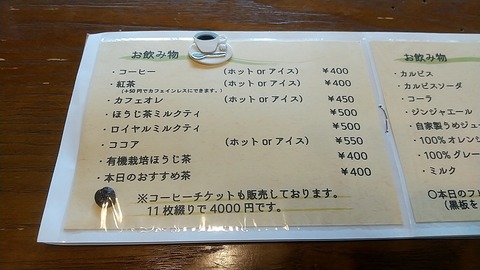 お飲み物
・コーヒー （ホット or アイス） ￥400
・紅茶 （ホット or アイス） ￥400
（＋50円でカフェインレスにできます。）
・カフェオレ （ホット or アイス） ￥450
・ほうじ茶ミルクティ ￥500
・ロイヤルミルクティ ￥500
・ココア （ホット or アイス） ￥550
・有機栽培ほうじ茶 ￥400
・本日のおすすめ茶 ￥400
※コーヒーチケットも販売しております。
11枚綴りで4000円です。
お飲み物
・カルピス
・カルピスソーダ
・コーラ
・ジンジャエール
・自家製うめジュ
・100％オレン
・100％グレー
・ミルク
〇本日のフレ
（黒板を